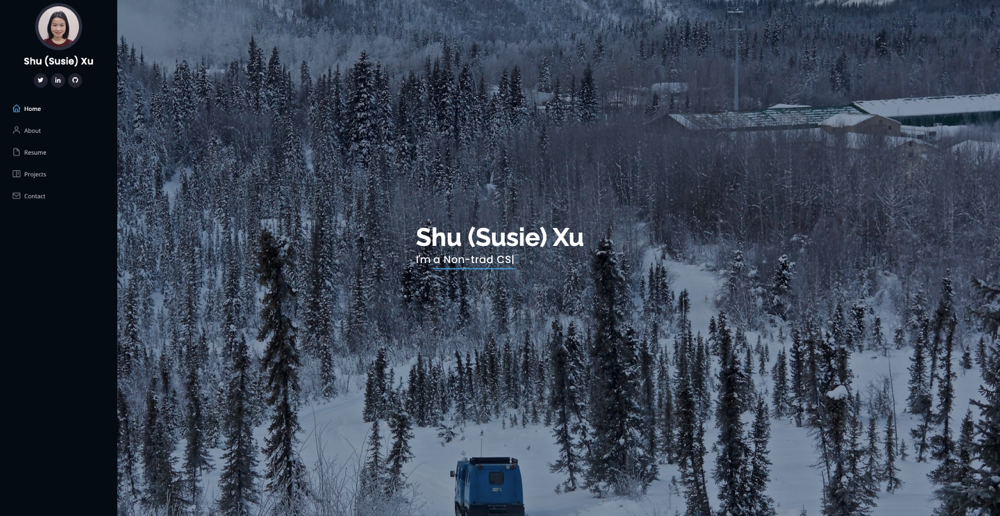 Shu (Susie) Xu
Home
About
Resume
Projects
Contact
Shu (Susie) Xu
I'm a Non-trad CS|